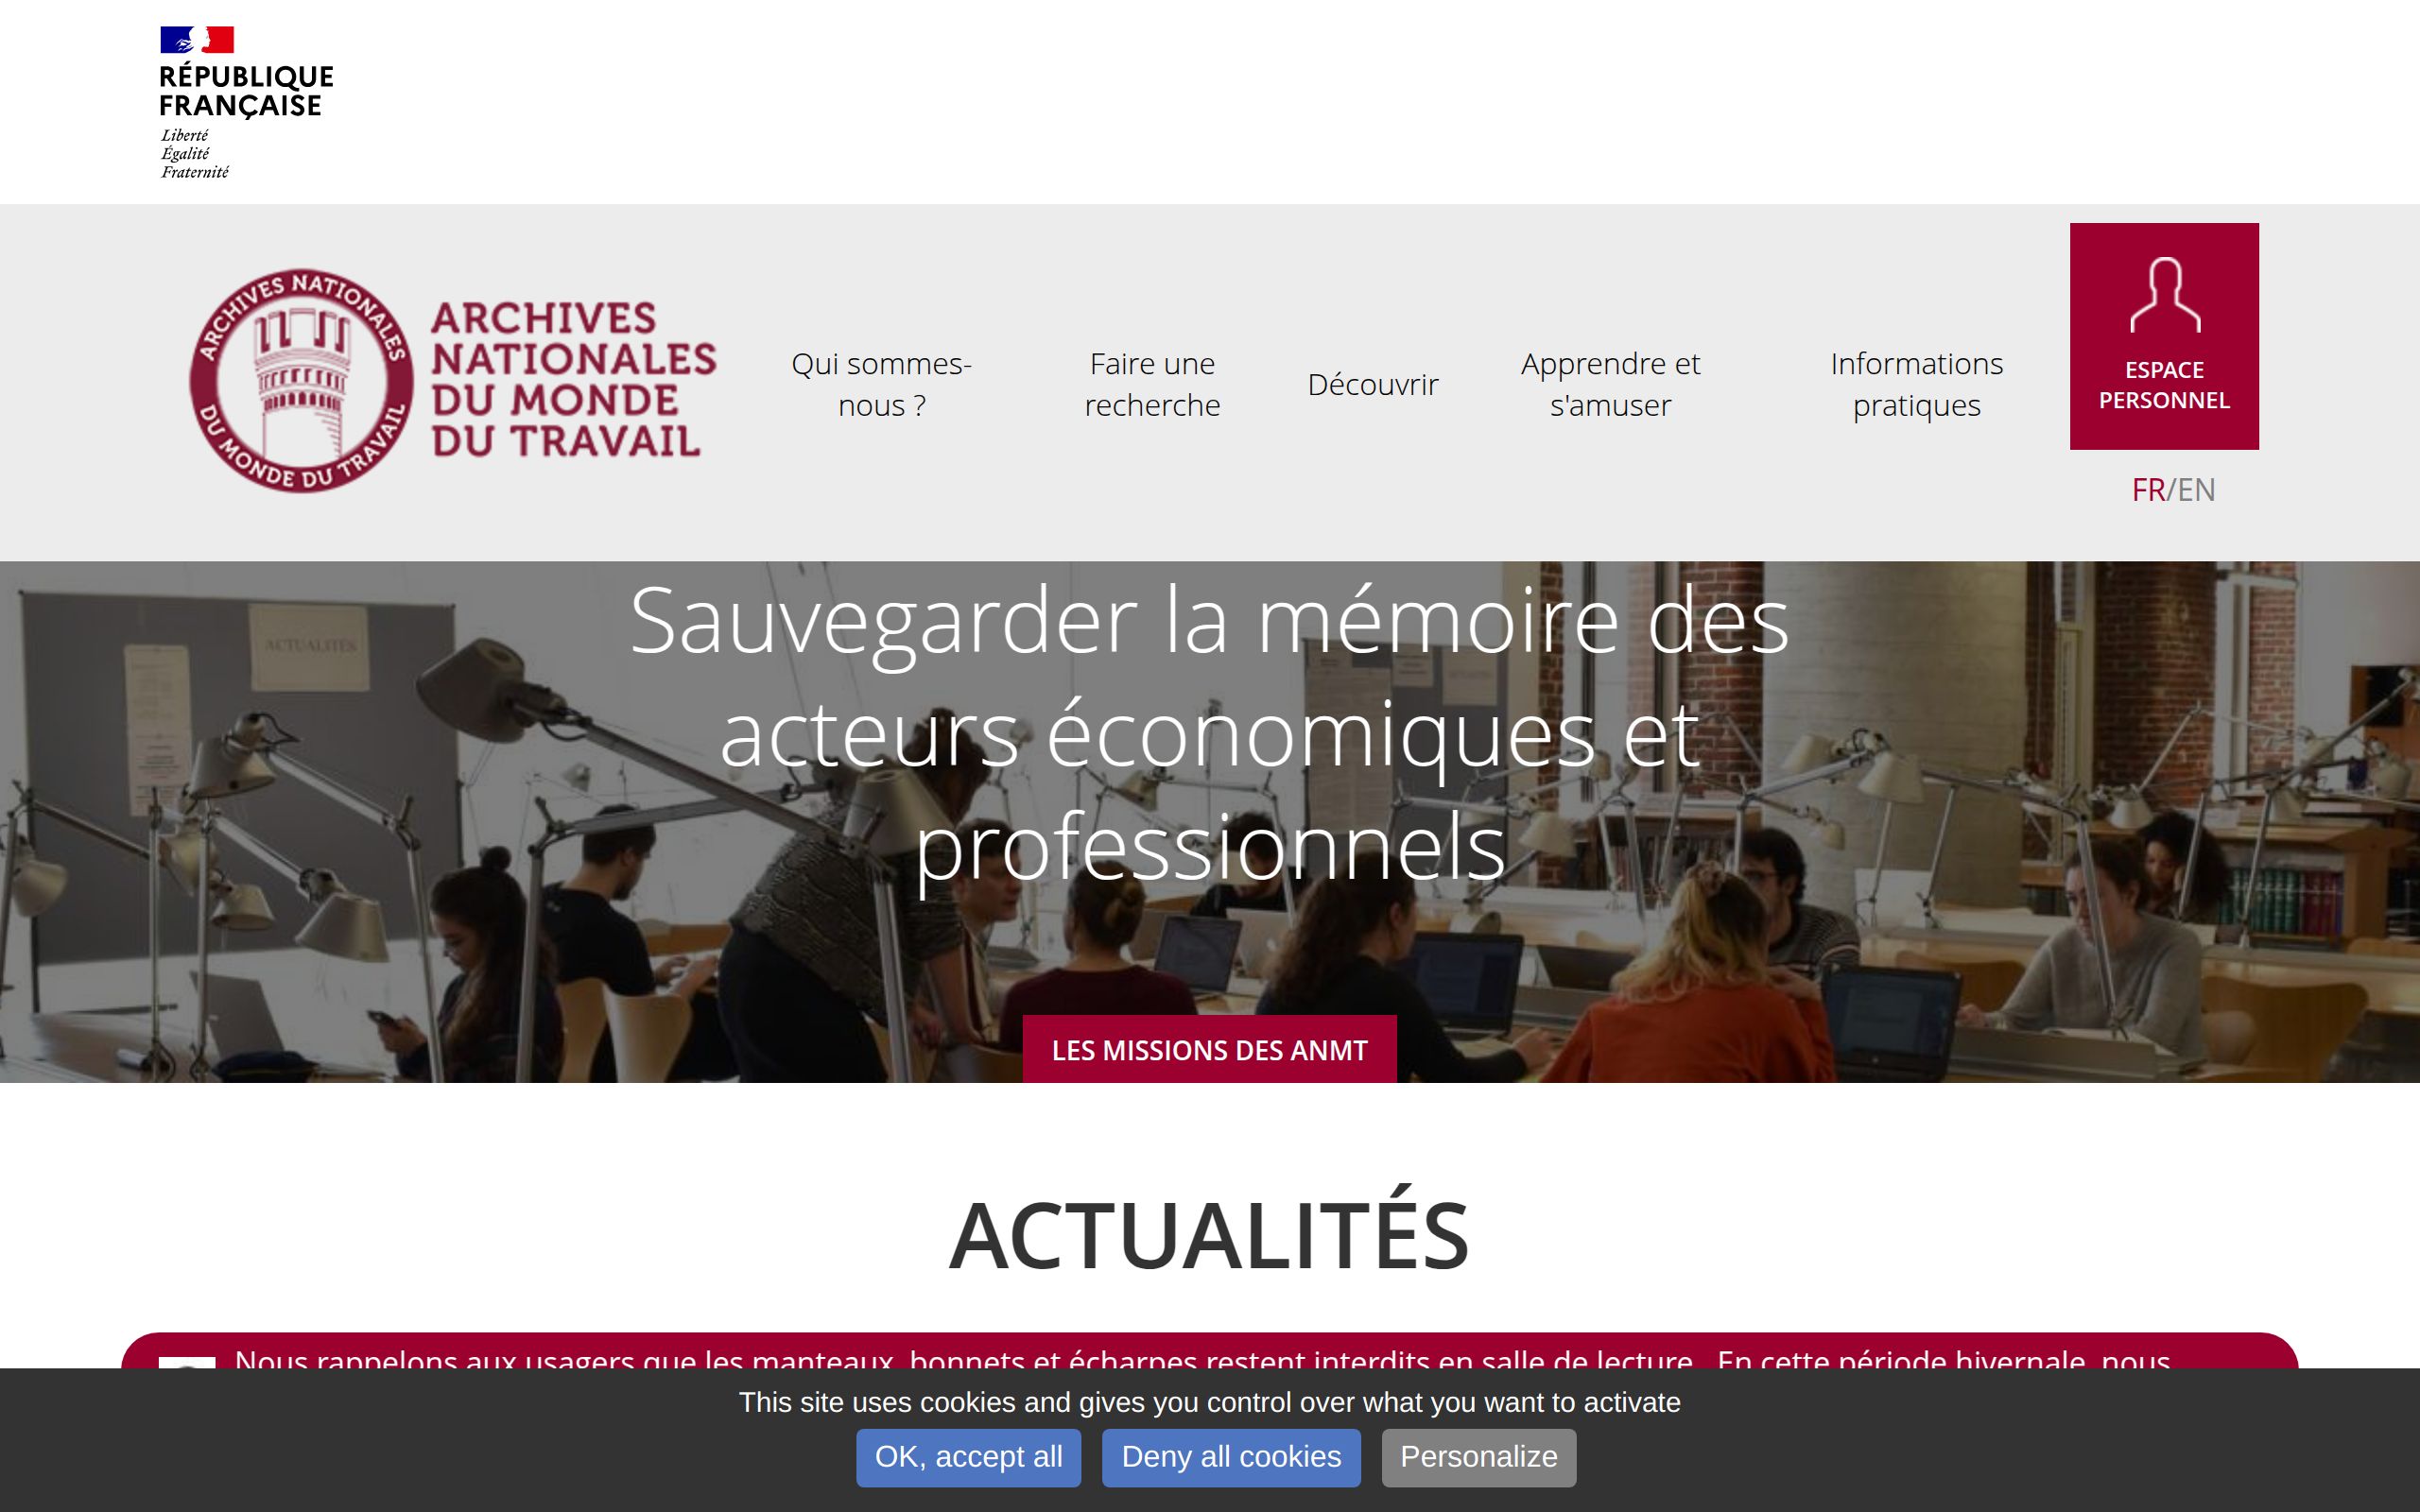 RÉPUBLIQUE
FRANÇAISE
Liberté
Égalité
Fraternité
ARCHIVES NATIONALES
DU MONDE DU TRAVAIL
ARCHIVES
NATIONALES
DU MONDE
DU TRAVAIL
Qui sommes-
nous ?
Faire une
recherche
Découvrir
Apprendre et
s'amuser
Informations
pratiques
ESPACE
PERSONNEL
FR/EN
ACTUALITÉS
Sauvegarder la mémoire des
acteurs économiques et
professionnels
LES MISSIONS DES ANMT
ACTUALITÉS
Nous rappelons aux usagers que les manteaux, bonnets et écharpes restent interdits en salle de lecture. En cette période hivernale, nous
This site uses cookies and gives you control over what you want to activate
OK, accept all
Deny all cookies
Personalize